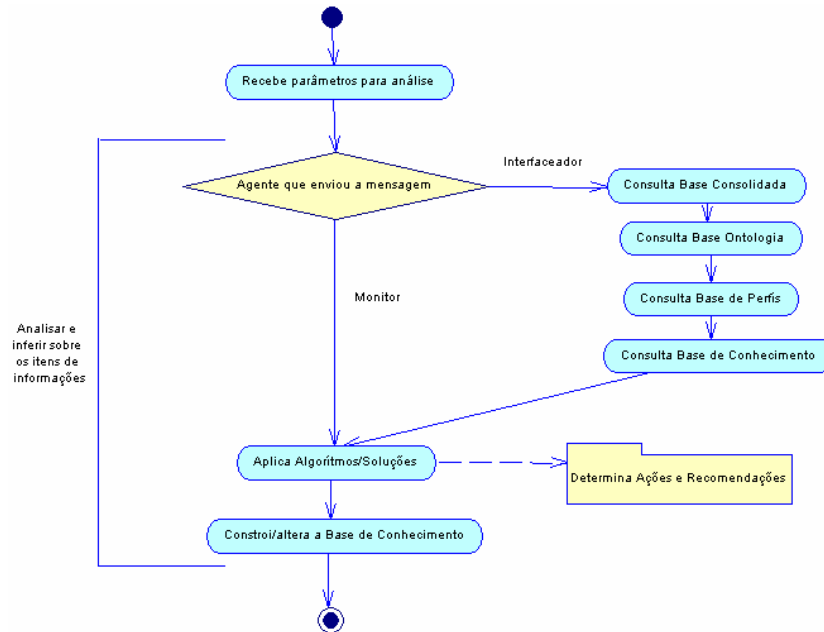 Recebe parâmetros para análise
Agente que enviou a mensagem
Interfaceador
Consulta Base Consolidada
Consulta Base Ontologia
Consulta Base de Perfis
Consulta Base de Conhecimento
Monitor
Analisar e
inferir sobre
os itens de
informações
Aplica Algorítmos/Soluções
Determina Ações e Recomendações
Constroi/altera a Base de Conhecimento